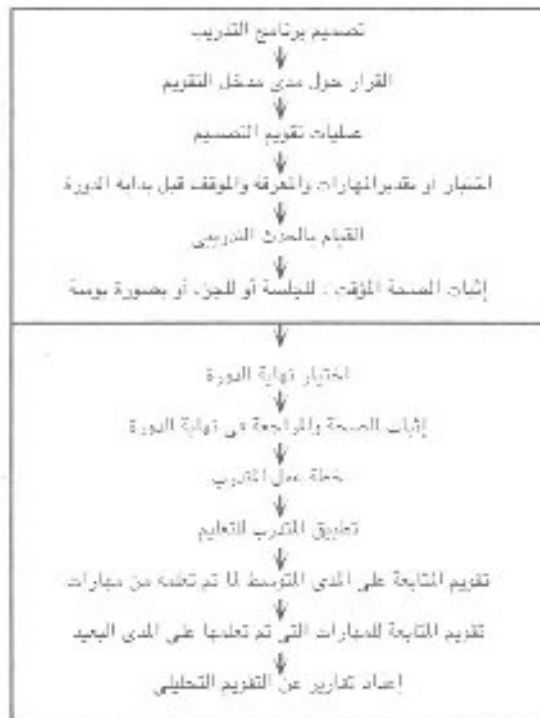 تصميم برنامج التدريب
القرار حول مدى مدخل التقويم
عمليات تقويم التصميم
اختبار أو تقدير المهارات والمعرفة والموقف قبل بداية الدورة
القيام بالحدث التدريبي
إثبات الصحة المؤقت : للجلسة أو للجزء أو بصورة يومية
اختبار نهاية الدورة
إثبات الصحة والمراجعة في نهاية الدورة
خطة عمل المتدرب
تطبيق المتدرب للتعليم
تقويم المتابعة على المدى المتوسط لما تم تعلمه من مهارات
تقويم المتابعة للمهارات التي تم تعلمها على المدى البعيد
إعداد تقارير عن التقويم التحليلي